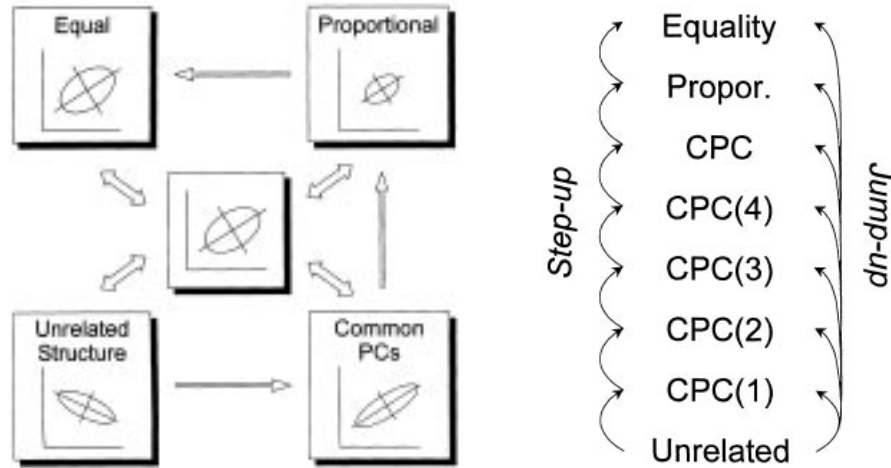 Equal
Proportional
Unrelated
Structure
Common
PCs
Step-up
Equality
Propor.
CPC
CPC(4)
CPC(3)
CPC(2)
CPC(1)
Unrelated
Jump-up